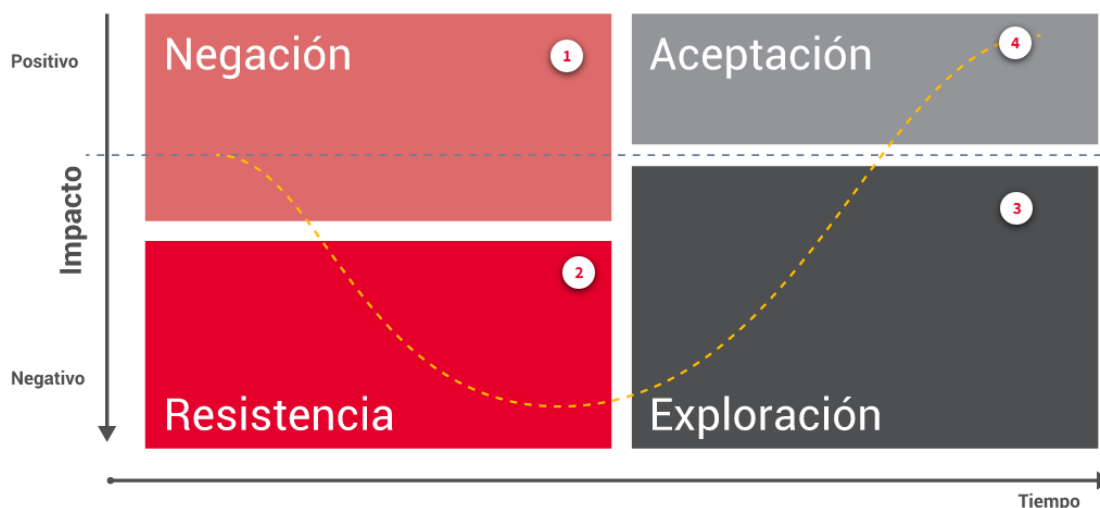 Positivo
Negación
1
Aceptación
4
Impacto
3
2
Negativo
Resistencia
Exploración
Tiempo